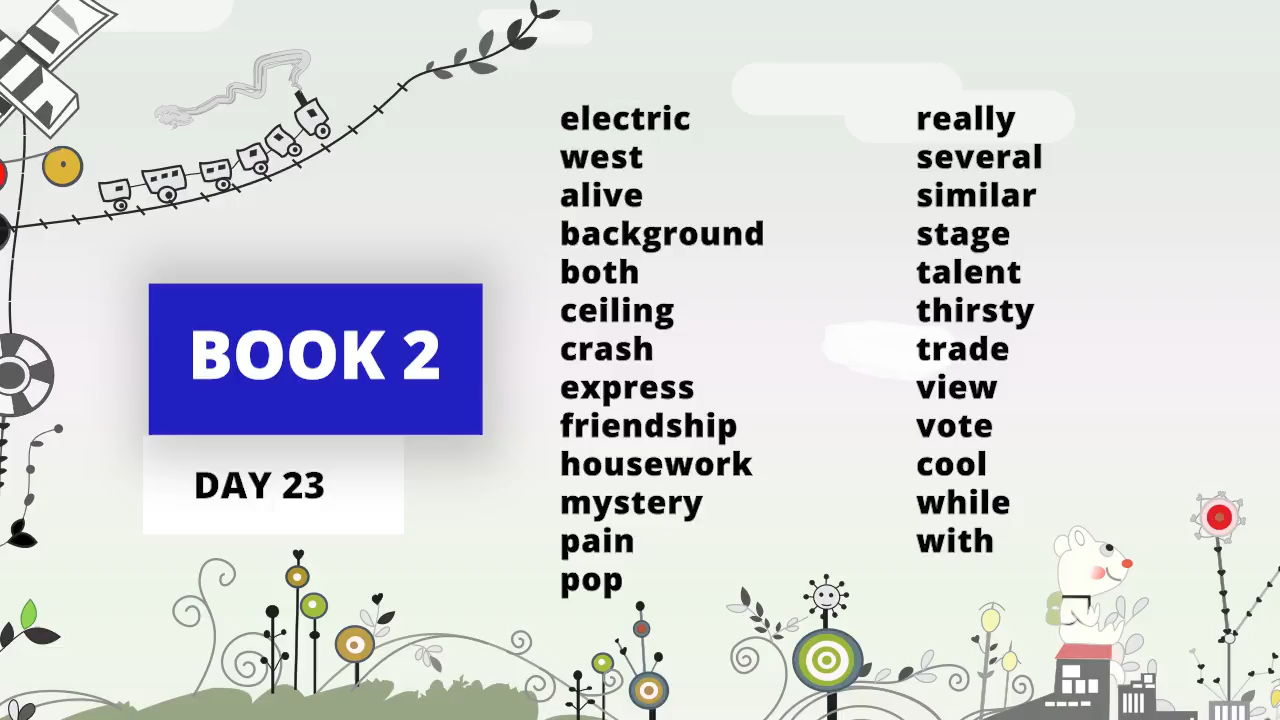 BOOK 2
DAY 23
electric
west
alive
background
both
ceiling
crash
express
friendship
housework
mystery
pain
pop
really
several
similar
stage
talent
thirsty
trade
view
vote
cool
while
with